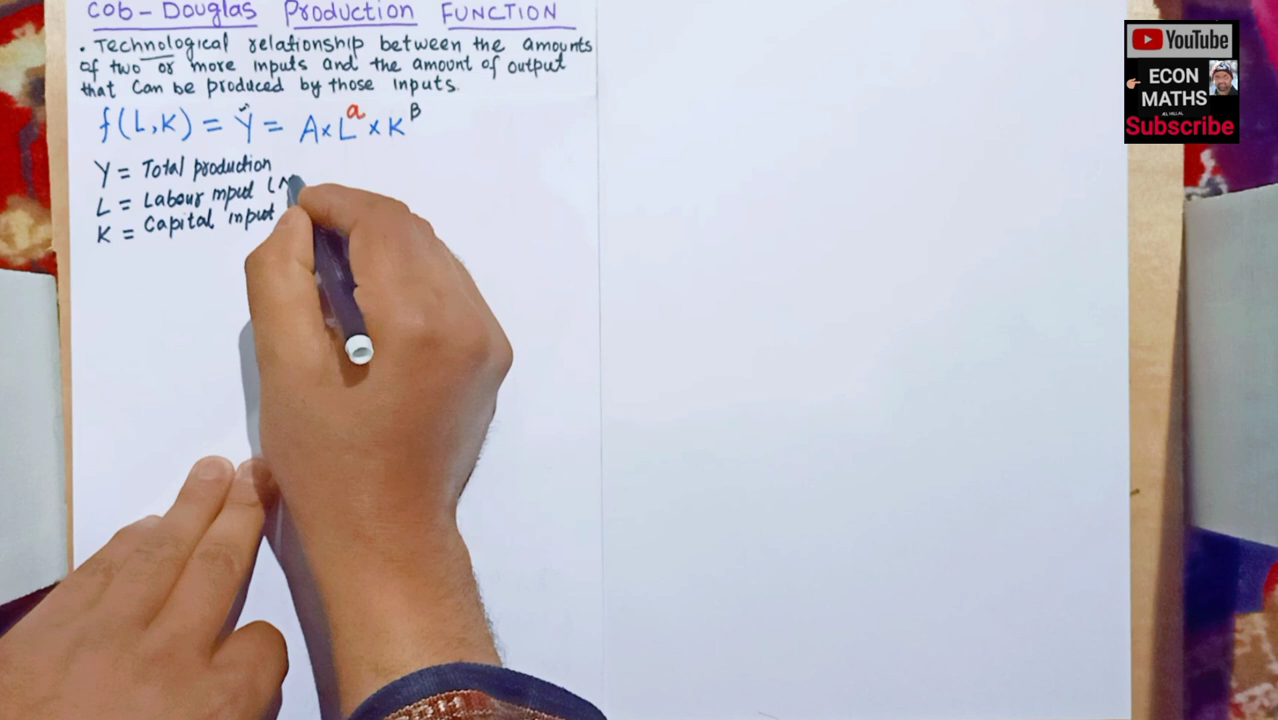 Cob-Douglas Production FUNCTION
• Technological relationship between the amounts
of two or more inputs and the amount of output
that can be produced by those inputs.
f(L,K) = Y = A×L^a×K^β
Y = Total production
L = Labour input (
K = Capital input
YouTube
ECON
MATHS
Subscribe